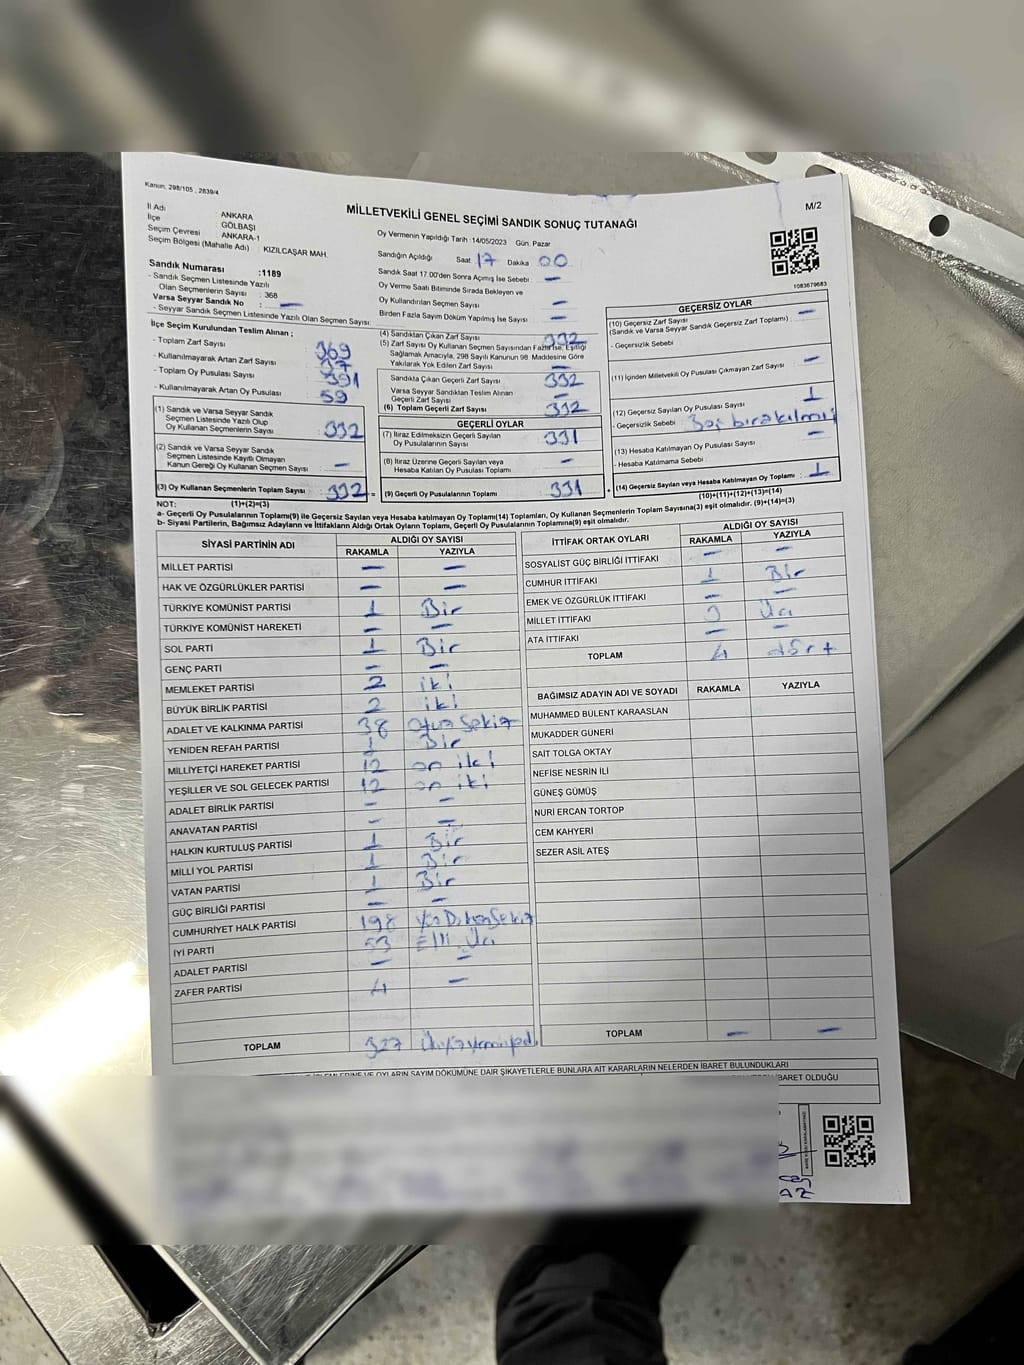 Kanun, 298/105 , 2839/4
MİLLETVEKİLİ GENEL SEÇİMİ SANDIK SONUÇ TUTANAĞI
M/2
İl Adı : ANKARA
İlçe : GÖLBAŞI
Seçim Çevresi : ANKARA-1
Seçim Bölgesi (Mahalle Adı) : KIZILCAŞAR MAH.
Oy Vermenin Yapıldığı Tarih :14/05/2023 Gün. Pazar
Sandığın Açıldığı Saat 17 Dakika 00
Sandık Saat 17.00'den Sonra Açılmış İse Sebebi : —
Oy Verme Saati Bitiminde Sırada Bekleyen ve
Oy Kullandırılan Seçmen Sayısı : —
Birden Fazla Sayım Döküm Yapılmış İse Sayısı : —
1083679683
Sandık Numarası :1189
- Sandık Seçmen Listesinde Yazılı
Olan Seçmenlerin Sayısı : 368
Varsa Seyyar Sandık No : —
- Seyyar Sandık Seçmen Listesinde Yazılı Olan Seçmen Sayısı:
İlçe Seçim Kurulundan Teslim Alınan ;
- Toplam Zarf Sayısı : 369
- Kullanılmayarak Artan Zarf Sayısı : 37
- Toplam Oy Pusulası Sayısı : 391
- Kullanılmayarak Artan Oy Pusulası : 59
(1) Sandık ve Varsa Seyyar Sandık
Seçmen Listesinde Yazılı Olup
Oy Kullanan Seçmenlerin Sayısı : 332
(2) Sandık ve Varsa Seyyar Sandık
Seçmen Listesinde Kayıtlı Olmayan
Kanun Gereği Oy Kullanan Seçmen Sayısı : —
(3) Oy Kullanan Seçmenlerin Toplam Sayısı : 332 =
(1)+(2)=(3)
(4) Sandıktan Çıkan Zarf Sayısı : 332
(5) Zarf Sayısı Oy Kullanan Seçmen Sayısından Fazla İse, Eşitliği
Sağlamak Amacıyla, 298 Sayılı Kanunun 98. Maddesine Göre
Yakılarak Yok Edilen Zarf Sayısı : —
Sandıkta Çıkan Geçerli Zarf Sayısı : 332
Varsa Seyyar Sandıktan Teslim Alınan
Geçerli Zarf Sayısı : —
(6) Toplam Geçerli Zarf Sayısı : 332
GEÇERLİ OYLAR
(7) İtiraz Edilmeksizin Geçerli Sayılan
Oy Pusulalarının Sayısı : 331
(8) İtiraz Üzerine Geçerli Sayılan veya
Hesaba Katılan Oy Pusulası Toplamı : —
(9) Geçerli Oy Pusulalarının Toplamı : 331 +
GEÇERSİZ OYLAR
(10) Geçersiz Zarf Sayısı
(Sandık ve Varsa Seyyar Sandık Geçersiz Zarf Toplamı) : —
- Geçersizlik Sebebi :
(11) İçinden Milletvekili Oy Pusulası Çıkmayan Zarf Sayısı : —
(12) Geçersiz Sayılan Oy Pusulası Sayısı : 1
- Geçersizlik Sebebi : Boş bırakılmış
(13) Hesaba Katılmayan Oy Pusulası Sayısı : —
- Hesaba Katılmama Sebebi :
(14) Geçersiz Sayılan veya Hesaba Katılmayan Oy Toplamı : 1
(10)+(11)+(12)+(13)=(14)
NOT:
a- Geçerli Oy Pusulalarının Toplamı(9) ile Geçersiz Sayılan veya Hesaba katılmayan Oy Toplamı(14) Toplamları, Oy Kullanan Seçmenlerin Toplam Sayısına(3) eşit olmalıdır. (9)+(14)=(3)
b- Siyasi Partilerin, Bağımsız Adayların ve İttifakların Aldığı Ortak Oyların Toplamı, Geçerli Oy Pusulalarının Toplamına(9) eşit olmalıdır.
SİYASİ PARTİNİN ADI ALDIĞI OY SAYISI
RAKAMLA YAZIYLA
MİLLET PARTİSİ — —
HAK VE ÖZGÜRLÜKLER PARTİSİ — —
TÜRKİYE KOMÜNİST PARTİSİ 1 Bir
TÜRKİYE KOMÜNİST HAREKETİ — —
SOL PARTİ 1 Bir
GENÇ PARTİ — —
MEMLEKET PARTİSİ 2 iki
BÜYÜK BİRLİK PARTİSİ 2 iki
ADALET VE KALKINMA PARTİSİ 38 otuz sekiz
YENİDEN REFAH PARTİSİ 1 Bir
MİLLİYETÇİ HAREKET PARTİSİ 12 on iki
YEŞİLLER VE SOL GELECEK PARTİSİ 12 on iki
ADALET BİRLİK PARTİSİ — —
ANAVATAN PARTİSİ — —
HALKIN KURTULUŞ PARTİSİ 1 Bir
MİLLİ YOL PARTİSİ 1 Bir
VATAN PARTİSİ 1 Bir
GÜÇ BİRLİĞİ PARTİSİ — —
CUMHURİYET HALK PARTİSİ 198
İYİ PARTİ 53 Elli Üç
ADALET PARTİSİ — —
ZAFER PARTİSİ 4 —
TOPLAM 327
İTTİFAK ORTAK OYLARI ALDIĞI OY SAYISI
RAKAMLA YAZIYLA
SOSYALİST GÜÇ BİRLİĞİ İTTİFAKI — —
CUMHUR İTTİFAKI 1 Bir
EMEK VE ÖZGÜRLÜK İTTİFAKI — —
MİLLET İTTİFAKI 3 Üç
ATA İTTİFAKI — —
TOPLAM 4 dört
BAĞIMSIZ ADAYIN ADI VE SOYADI RAKAMLA YAZIYLA
MUHAMMED BÜLENT KARAASLAN
MUKADDER GÜNERİ
SAİT TOLGA OKTAY
NEFİSE NESRİN İLİ
GÜNEŞ GÜMÜŞ
NURİ ERCAN TORTOP
CEM KAHYERİ
SEZER ASİL ATEŞ
TOPLAM — —
İŞLEMLERİNE VE OYLARIN SAYIM DÖKÜMÜNE DAİR ŞİKAYETLERLE BUNLARA AİT KARARLARIN NELERDEN İBARET BULUNDUKLARI
İBARET OLDUĞU